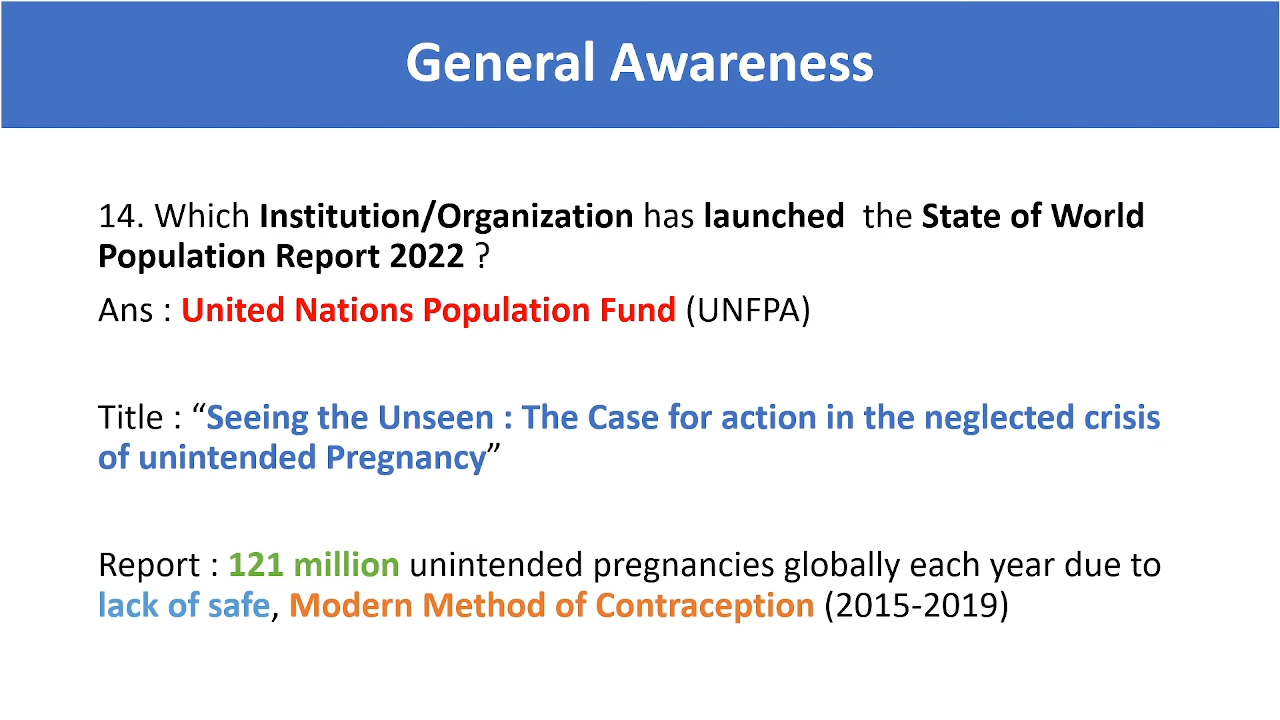 General Awareness
14. Which Institution/Organization has launched  the State of World
Population Report 2022 ?
Ans : United Nations Population Fund (UNFPA)
Title : “Seeing the Unseen : The Case for action in the neglected crisis
of unintended Pregnancy”
Report : 121 million unintended pregnancies globally each year due to
lack of safe, Modern Method of Contraception (2015-2019)